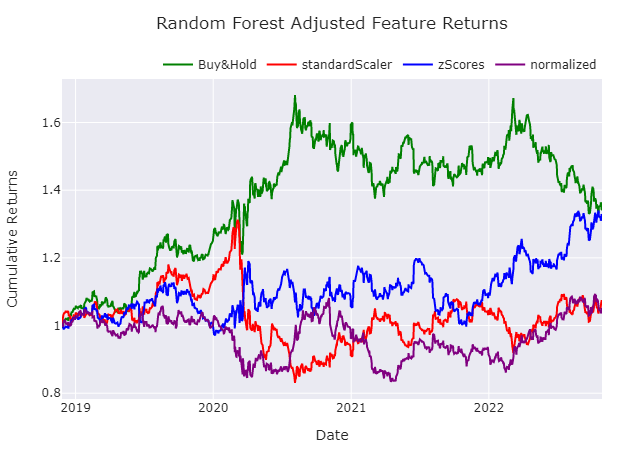 Random Forest Adjusted Feature Returns
Buy&Hold standardScaler zScores normalized
Cumulative Returns
1.6
1.4
1.2
1
0.8
2019 2020 2021 2022
Date